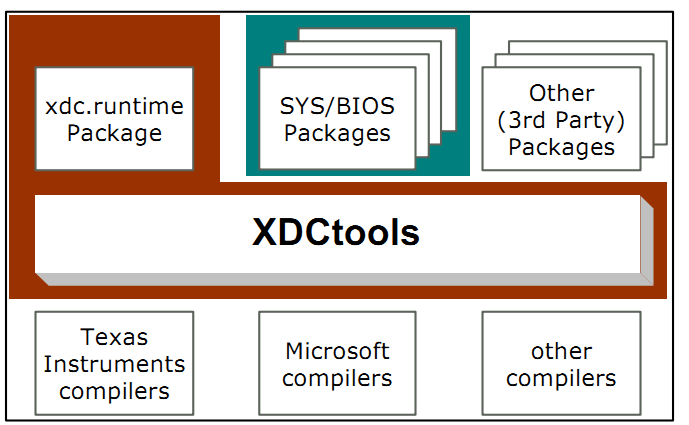 xdc.runtime
Package
SYS/BIOS
Packages
Other
(3rd Party)
Packages
XDCtools
Texas
Instruments
compilers
Microsoft
compilers
other
compilers